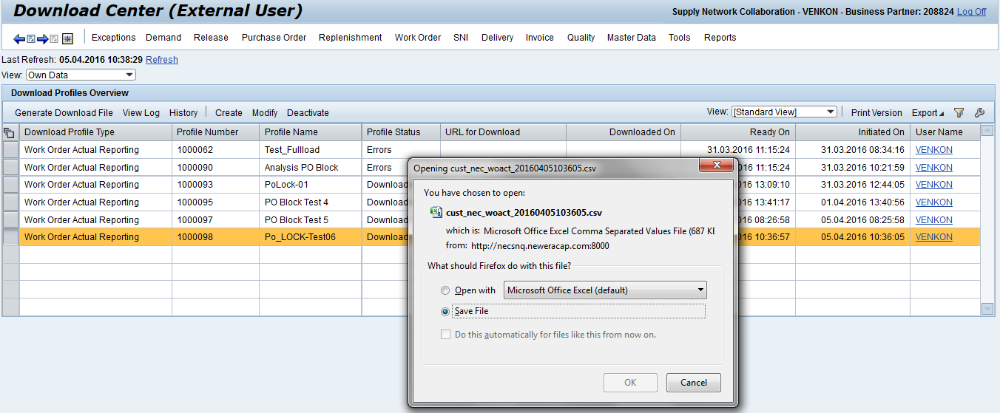 Download Center (External User)
Supply Network Collaboration - VENKON - Business Partner: 208824 Log Off
Exceptions Demand Release Purchase Order Replenishment Work Order SNI Delivery Invoice Quality Master Data Tools Reports
Last Refresh: 05.04.2016 10:38:29 Refresh
View: Own Data
Download Profiles Overview
Generate Download File View Log History Create Modify Deactivate View: [Standard View] Print Version Export
Download Profile Type Profile Number Profile Name Profile Status URL for Download Downloaded On Ready On Initiated On User Name
Work Order Actual Reporting 1000062 Test_Fullload Errors 31.03.2016 11:15:24 31.03.2016 08:34:16 VENKON
Work Order Actual Reporting 1000090 Analysis PO Block Errors 6 11:15:24 31.03.2016 10:21:59 VENKON
Work Order Actual Reporting 1000093 PoLock-01 Download 16 13:09:10 31.03.2016 12:44:05 VENKON
Work Order Actual Reporting 1000095 PO Block Test 4 Download 16 13:41:17 01.04.2016 13:40:56 VENKON
Work Order Actual Reporting 1000097 PO Block Test 5 Download 16 08:26:58 05.04.2016 08:25:58 VENKON
Work Order Actual Reporting 1000098 Po_LOCK-Test06 Download 16 10:36:57 05.04.2016 10:36:05 VENKON
Opening cust_nec_woact_20160405103605.csv
You have chosen to open:
cust_nec_woact_20160405103605.csv
which is: Microsoft Office Excel Comma Separated Values File (687 KB
from: http://necsnq.neweracap.com:8000
What should Firefox do with this file?
Open with Microsoft Office Excel (default)
Save File
Do this automatically for files like this from now on.
OK Cancel